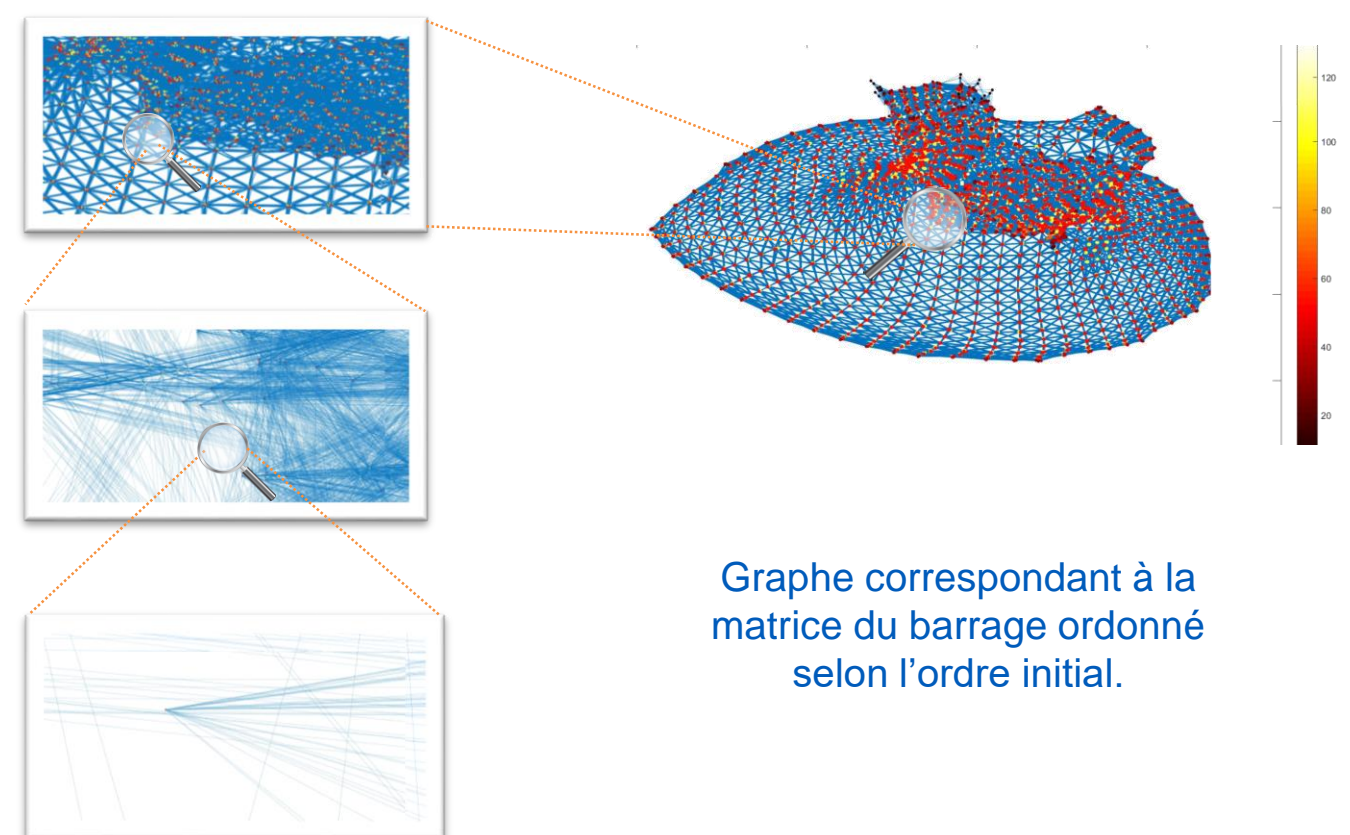 120
100
80
60
40
20
Graphe correspondant à la
matrice du barrage ordonné
selon l’ordre initial.